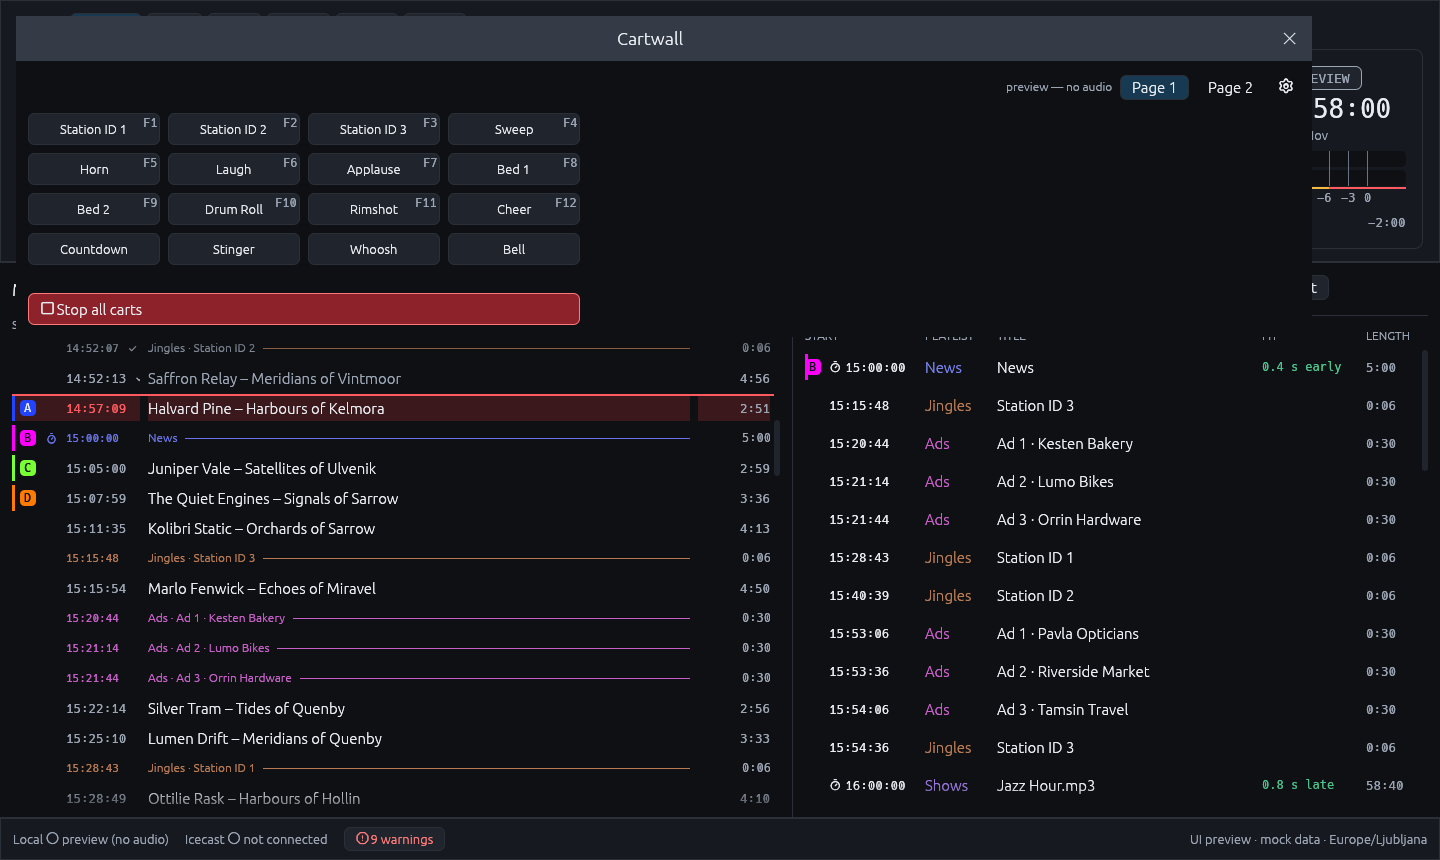 Cartwall
preview — no audio Page 1 Page 2
Station ID 1 F1 Station ID 2 F2 Station ID 3 F3 Sweep F4
Horn F5 Laugh F6 Applause F7 Bed 1 F8
Bed 2 F9 Drum Roll F10 Rimshot F11 Cheer F12
Countdown Stinger Whoosh Bell
Stop all carts
EVIEW
58:00
−6 −3 0
−2:00
14:52:07 Jingles · Station ID 2 0:06
14:52:13 Saffron Relay – Meridians of Vintmoor 4:56
A 14:57:09 Halvard Pine – Harbours of Kelmora 2:51
B 15:00:00 News 5:00
C 15:05:00 Juniper Vale – Satellites of Ulvenik 2:59
D 15:07:59 The Quiet Engines – Signals of Sarrow 3:36
15:11:35 Kolibri Static – Orchards of Sarrow 4:13
15:15:48 Jingles · Station ID 3 0:06
15:15:54 Marlo Fenwick – Echoes of Miravel 4:50
15:20:44 Ads · Ad 1 · Kesten Bakery 0:30
15:21:14 Ads · Ad 2 · Lumo Bikes 0:30
15:21:44 Ads · Ad 3 · Orrin Hardware 0:30
15:22:14 Silver Tram – Tides of Quenby 2:56
15:25:10 Lumen Drift – Meridians of Quenby 3:33
15:28:43 Jingles · Station ID 1 0:06
15:28:49 Ottilie Rask – Harbours of Hollin 4:10
LENGTH
B 15:00:00 News News 0.4 s early 5:00
15:15:48 Jingles Station ID 3 0:06
15:20:44 Ads Ad 1 · Kesten Bakery 0:30
15:21:14 Ads Ad 2 · Lumo Bikes 0:30
15:21:44 Ads Ad 3 · Orrin Hardware 0:30
15:28:43 Jingles Station ID 1 0:06
15:40:39 Jingles Station ID 2 0:06
15:53:06 Ads Ad 1 · Pavla Opticians 0:30
15:53:36 Ads Ad 2 · Riverside Market 0:30
15:54:06 Ads Ad 3 · Tamsin Travel 0:30
15:54:36 Jingles Station ID 3 0:06
16:00:00 Shows Jazz Hour.mp3 0.8 s late 58:40
Local preview (no audio) Icecast not connected 9 warnings
UI preview · mock data · Europe/Ljubljana